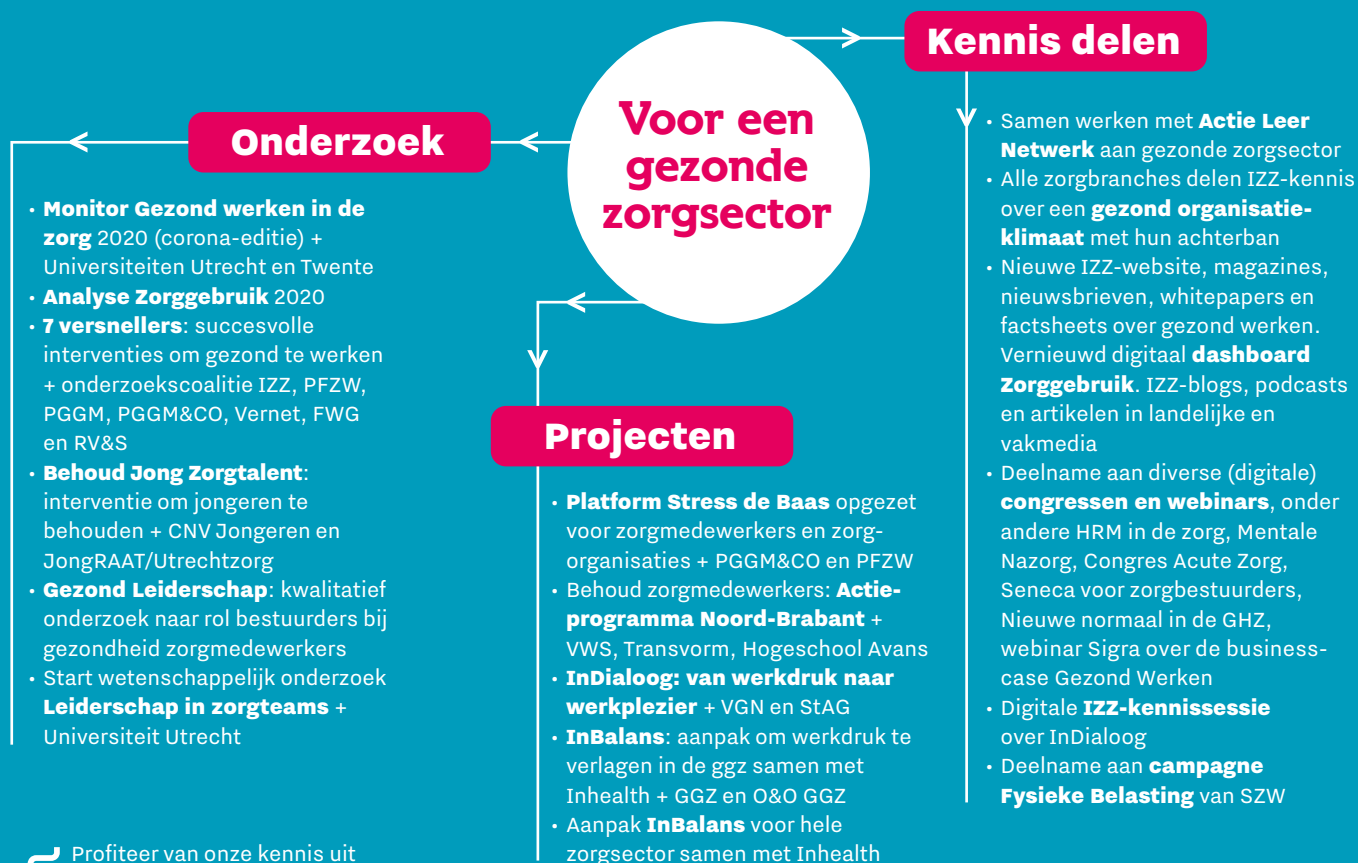 Voor een
gezonde
zorgsector
Onderzoek
• Monitor Gezond werken in de
zorg 2020 (corona-editie) +
Universiteiten Utrecht en Twente
• Analyse Zorggebruik 2020
• 7 versnellers: succesvolle
interventies om gezond te werken
+ onderzoekscoalitie IZZ, PFZW,
PGGM, PGGM&CO, Vernet, FWG
en RV&S
• Behoud Jong Zorgtalent:
interventie om jongeren te
behouden + CNV Jongeren en
JongRAAT/Utrechtzorg
• Gezond Leiderschap: kwalitatief
onderzoek naar rol bestuurders bij
gezondheid zorgmedewerkers
• Start wetenschappelijk onderzoek
Leiderschap in zorgteams +
Universiteit Utrecht
Profiteer van onze kennis uit
Projecten
• Platform Stress de Baas opgezet
voor zorgmedewerkers en zorg-
organisaties + PGGM&CO en PFZW
• Behoud zorgmedewerkers: Actie-
programma Noord-Brabant +
VWS, Transvorm, Hogeschool Avans
• InDialoog: van werkdruk naar
werkplezier + VGN en StAG
• InBalans: aanpak om werkdruk te
verlagen in de ggz samen met
Inhealth + GGZ en O&O GGZ
• Aanpak InBalans voor hele
zorgsector samen met Inhealth
Kennis delen
• Samen werken met Actie Leer
Netwerk aan gezonde zorgsector
• Alle zorgbranches delen IZZ-kennis
over een gezond organisatie-
klimaat met hun achterban
• Nieuwe IZZ-website, magazines,
nieuwsbrieven, whitepapers en
factsheets over gezond werken.
Vernieuwd digitaal dashboard
Zorggebruik. IZZ-blogs, podcasts
en artikelen in landelijke en
vakmedia
• Deelname aan diverse (digitale)
congressen en webinars, onder
andere HRM in de zorg, Mentale
Nazorg, Congres Acute Zorg,
Seneca voor zorgbestuurders,
Nieuwe normaal in de GHZ,
webinar Sigra over de business-
case Gezond Werken
• Digitale IZZ-kennissessie
over InDialoog
• Deelname aan campagne
Fysieke Belasting van SZW